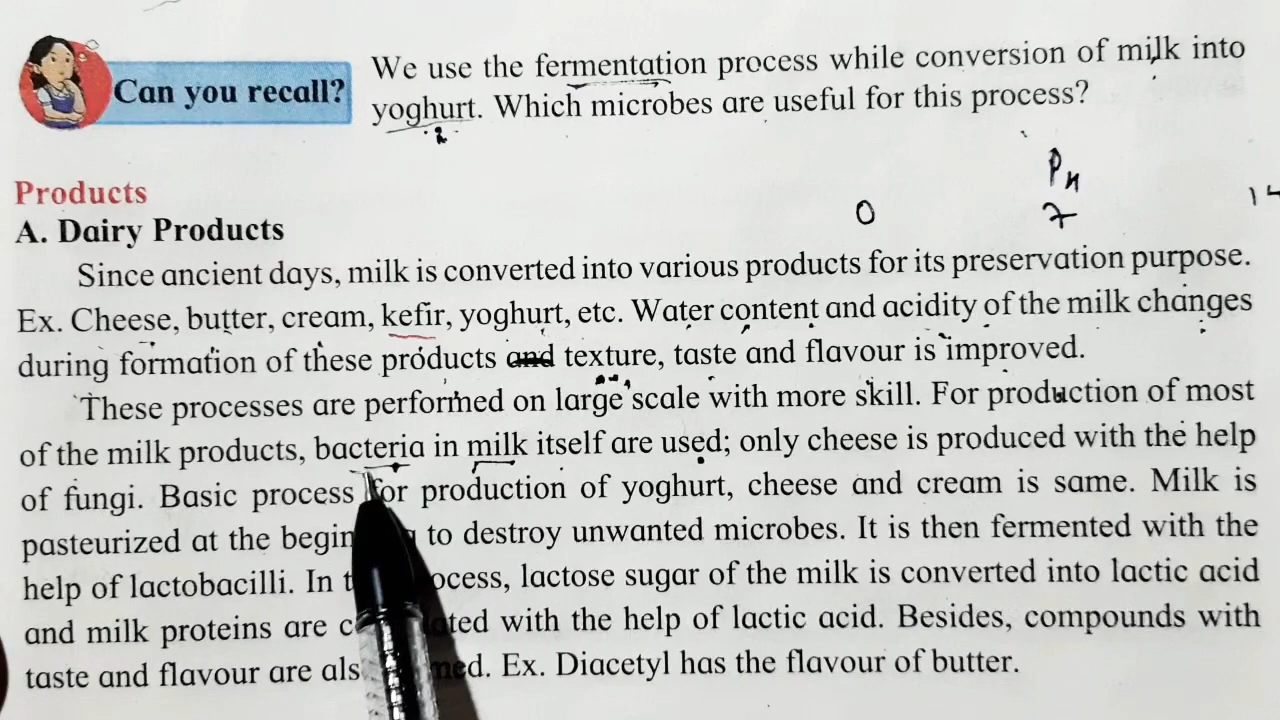 We use the fermentation process while conversion of milk into
Can you recall?
yoghurt. Which microbes are useful for this process?
PH
Products
0 7 14
A. Dairy Products
Since ancient days, milk is converted into various products for its preservation purpose.
Ex. Cheese, butter, cream, kefir, yoghurt, etc. Water content and acidity of the milk changes
during formation of these products and texture, taste and flavour is improved.
These processes are performed on large scale with more skill. For production of most
of the milk products, bacteria in milk itself are used; only cheese is produced with the help
of fungi. Basic process for production of yoghurt, cheese and cream is same. Milk is
pasteurized at the to destroy unwanted microbes. It is then fermented with the
help of lactobacilli. In lactose sugar of the milk is converted into lactic acid
and milk proteins are with the help of lactic acid. Besides, compounds with
taste and flavour are Ex. Diacetyl has the flavour of butter.